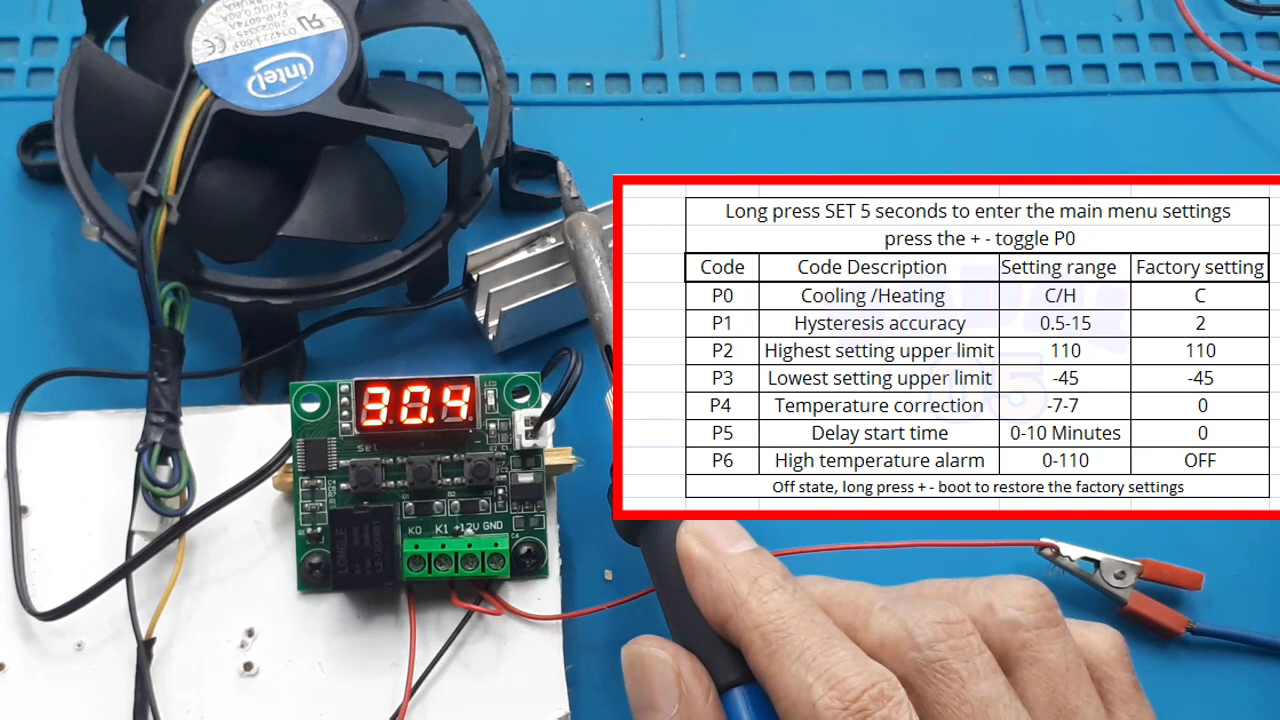 intel
30.4
LED
set
K0 K1 +12V GND
LONGLE
Long press SET 5 seconds to enter the main menu settings
press the + - toggle P0
Code Code Description Setting range Factory setting
P0 Cooling /Heating C/H C
P1 Hysteresis accuracy 0.5-15 2
P2 Highest setting upper limit 110 110
P3 Lowest setting upper limit -45 -45
P4 Temperature correction -7-7 0
P5 Delay start time 0-10 Minutes 0
P6 High temperature alarm 0-110 OFF
Off state, long press + - boot to restore the factory settings